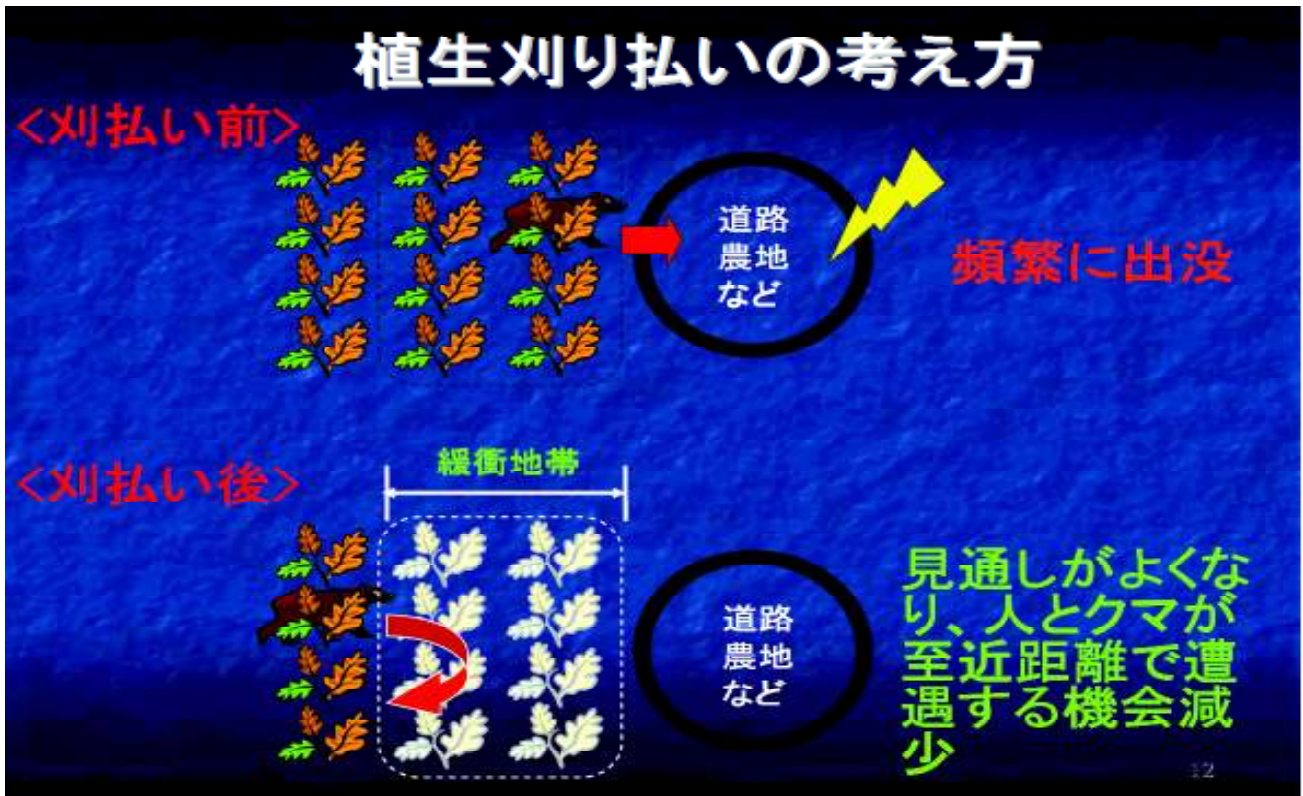 植生刈り払いの考え方
<刈払い前>
道路
農地
など
頻繁に出没
<刈払い後>
緩衝地帯
道路
農地
など
見通しがよくな
り、人とクマが
至近距離で遭
遇する機会減
少
12